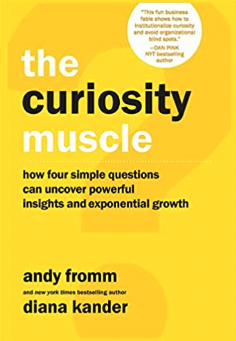 "This fun business
fable shows how to
institutionalize curiosity
and avoid organizational
blind spots."
—DAN PINK
NYT bestselling
author
the
curiosity
muscle
how four simple questions
can uncover powerful
insights and exponential growth
andy fromm
and new york times bestselling author
diana kander